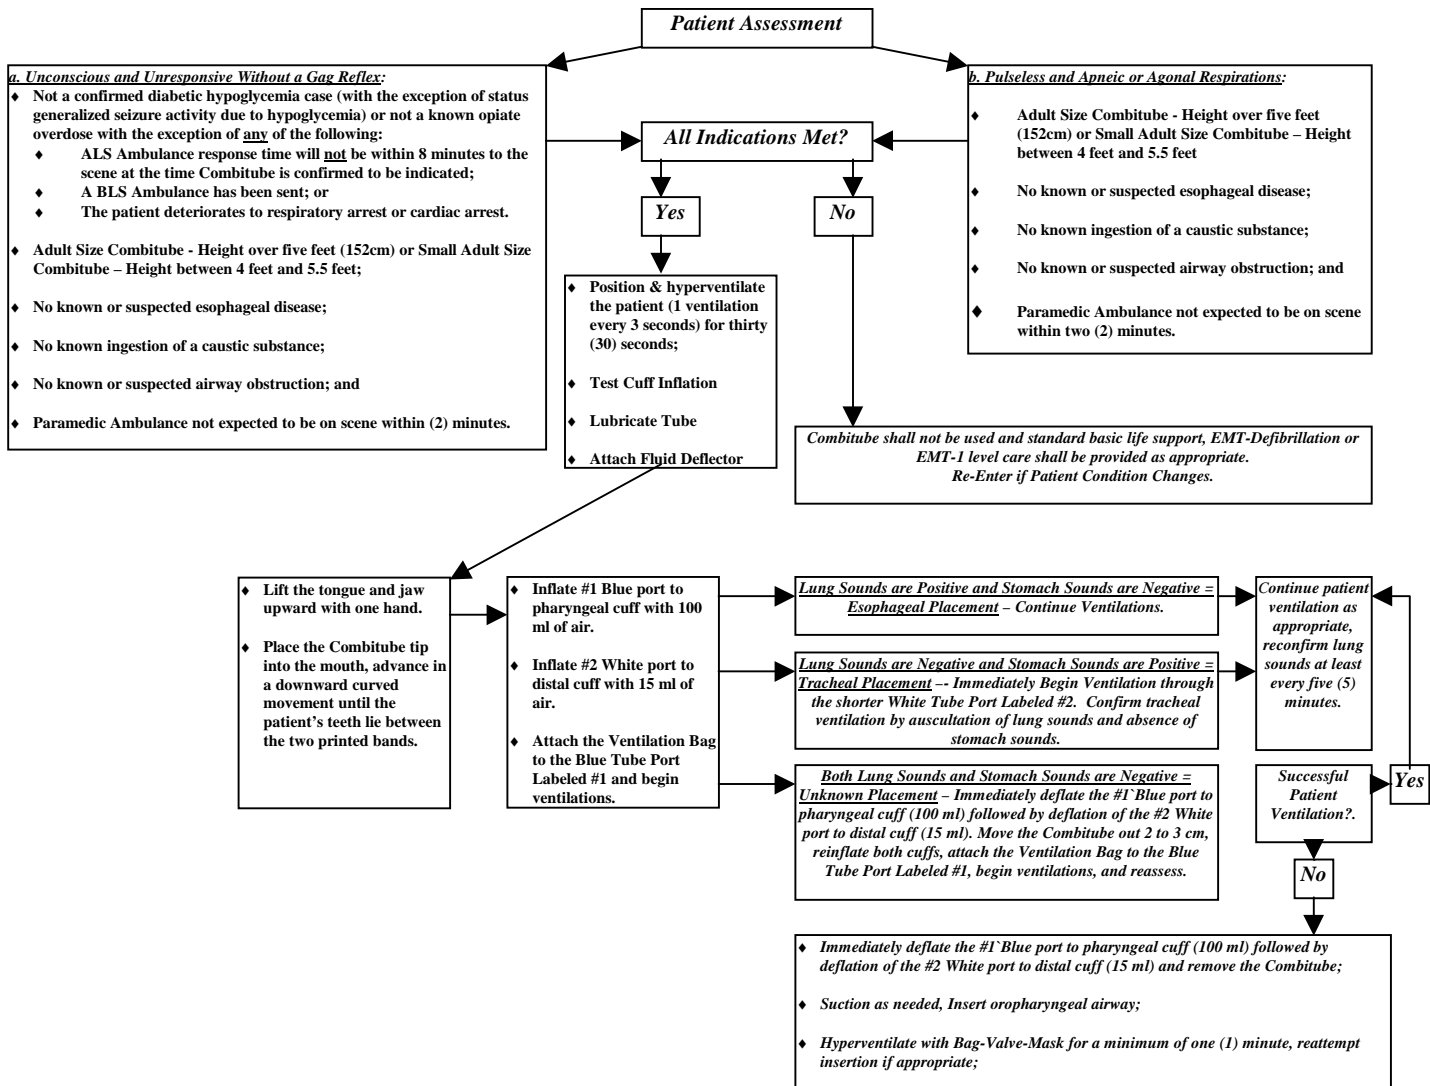 Patient Assessment
a. Unconscious and Unresponsive Without a Gag Reflex:
♦ Not a confirmed diabetic hypoglycemia case (with the exception of status
generalized seizure activity due to hypoglycemia) or not a known opiate
overdose with the exception of any of the following:
♦ ALS Ambulance response time will not be within 8 minutes to the
scene at the time Combitube is confirmed to be indicated;
♦ A BLS Ambulance has been sent; or
♦ The patient deteriorates to respiratory arrest or cardiac arrest.
♦ Adult Size Combitube - Height over five feet (152cm) or Small Adult Size
Combitube – Height between 4 feet and 5.5 feet;
♦ No known or suspected esophageal disease;
♦ No known ingestion of a caustic substance;
♦ No known or suspected airway obstruction; and
♦ Paramedic Ambulance not expected to be on scene within (2) minutes.
All Indications Met?
Yes
No
b. Pulseless and Apneic or Agonal Respirations:
♦ Adult Size Combitube - Height over five feet
(152cm) or Small Adult Size Combitube – Height
between 4 feet and 5.5 feet
♦ No known or suspected esophageal disease;
♦ No known ingestion of a caustic substance;
♦ No known or suspected airway obstruction; and
♦ Paramedic Ambulance not expected to be on scene
within two (2) minutes.
♦ Position & hyperventilate
the patient (1 ventilation
every 3 seconds) for thirty
(30) seconds;
♦ Test Cuff Inflation
♦ Lubricate Tube
♦ Attach Fluid Deflector
Combitube shall not be used and standard basic life support, EMT-Defibrillation or
EMT-1 level care shall be provided as appropriate.
Re-Enter if Patient Condition Changes.
♦ Lift the tongue and jaw
upward with one hand.
♦ Place the Combitube tip
into the mouth, advance in
a downward curved
movement until the
patient's teeth lie between
the two printed bands.
♦ Inflate #1 Blue port to
pharyngeal cuff with 100
ml of air.
♦ Inflate #2 White port to
distal cuff with 15 ml of
air.
♦ Attach the Ventilation Bag
to the Blue Tube Port
Labeled #1 and begin
ventilations.
Lung Sounds are Positive and Stomach Sounds are Negative =
Esophageal Placement – Continue Ventilations.
Lung Sounds are Negative and Stomach Sounds are Positive =
Tracheal Placement –- Immediately Begin Ventilation through
the shorter White Tube Port Labeled #2. Confirm tracheal
ventilation by auscultation of lung sounds and absence of
stomach sounds.
Both Lung Sounds and Stomach Sounds are Negative =
Unknown Placement – Immediately deflate the #1`Blue port to
pharyngeal cuff (100 ml) followed by deflation of the #2 White
port to distal cuff (15 ml). Move the Combitube out 2 to 3 cm,
reinflate both cuffs, attach the Ventilation Bag to the Blue
Tube Port Labeled #1, begin ventilations, and reassess.
Continue patient
ventilation as
appropriate,
reconfirm lung
sounds at least
every five (5)
minutes.
Successful
Patient
Ventilation?.
Yes
No
♦ Immediately deflate the #1`Blue port to pharyngeal cuff (100 ml) followed by
deflation of the #2 White port to distal cuff (15 ml) and remove the Combitube;
♦ Suction as needed, Insert oropharyngeal airway;
♦ Hyperventilate with Bag-Valve-Mask for a minimum of one (1) minute, reattempt
insertion if appropriate;